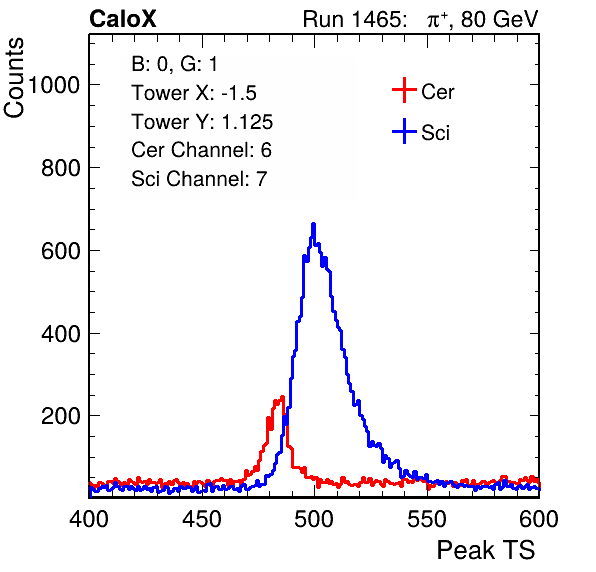 CaloX Run 1465: π⁺, 80 GeV
Counts
B: 0, G: 1
Tower X: -1.5
Tower Y: 1.125
Cer Channel: 6
Sci Channel: 7
Cer
Sci
1000
800
600
400
200
400 450 500 550 600
Peak TS